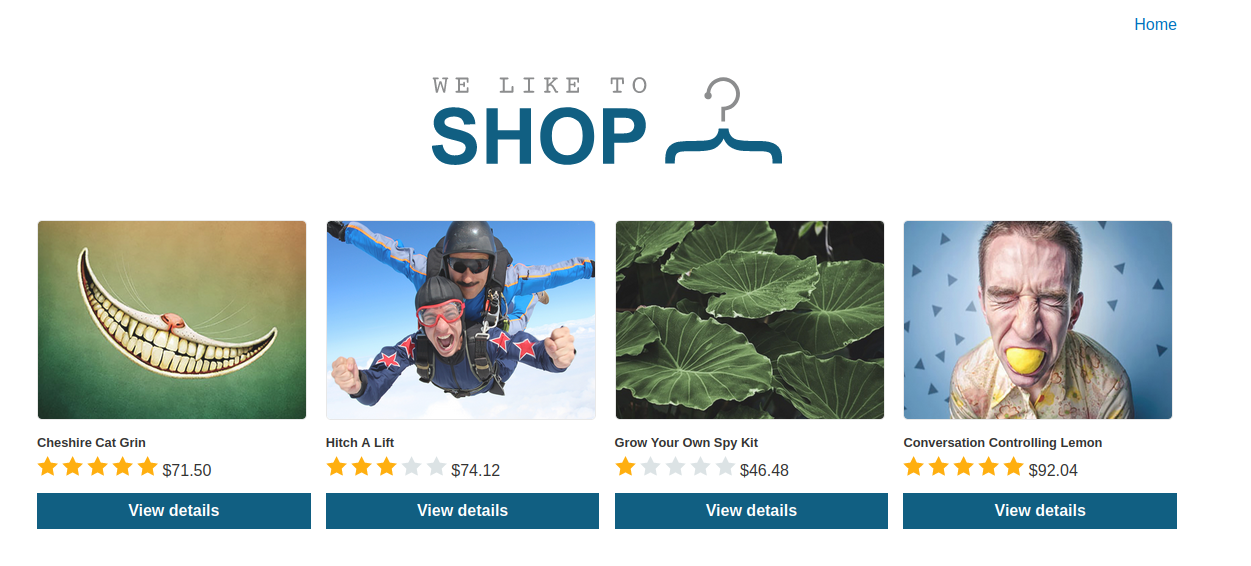 Home
WE LIKE TO
SHOP
Cheshire Cat Grin
$71.50
View details
Hitch A Lift
$74.12
View details
Grow Your Own Spy Kit
$46.48
View details
Conversation Controlling Lemon
$92.04
View details